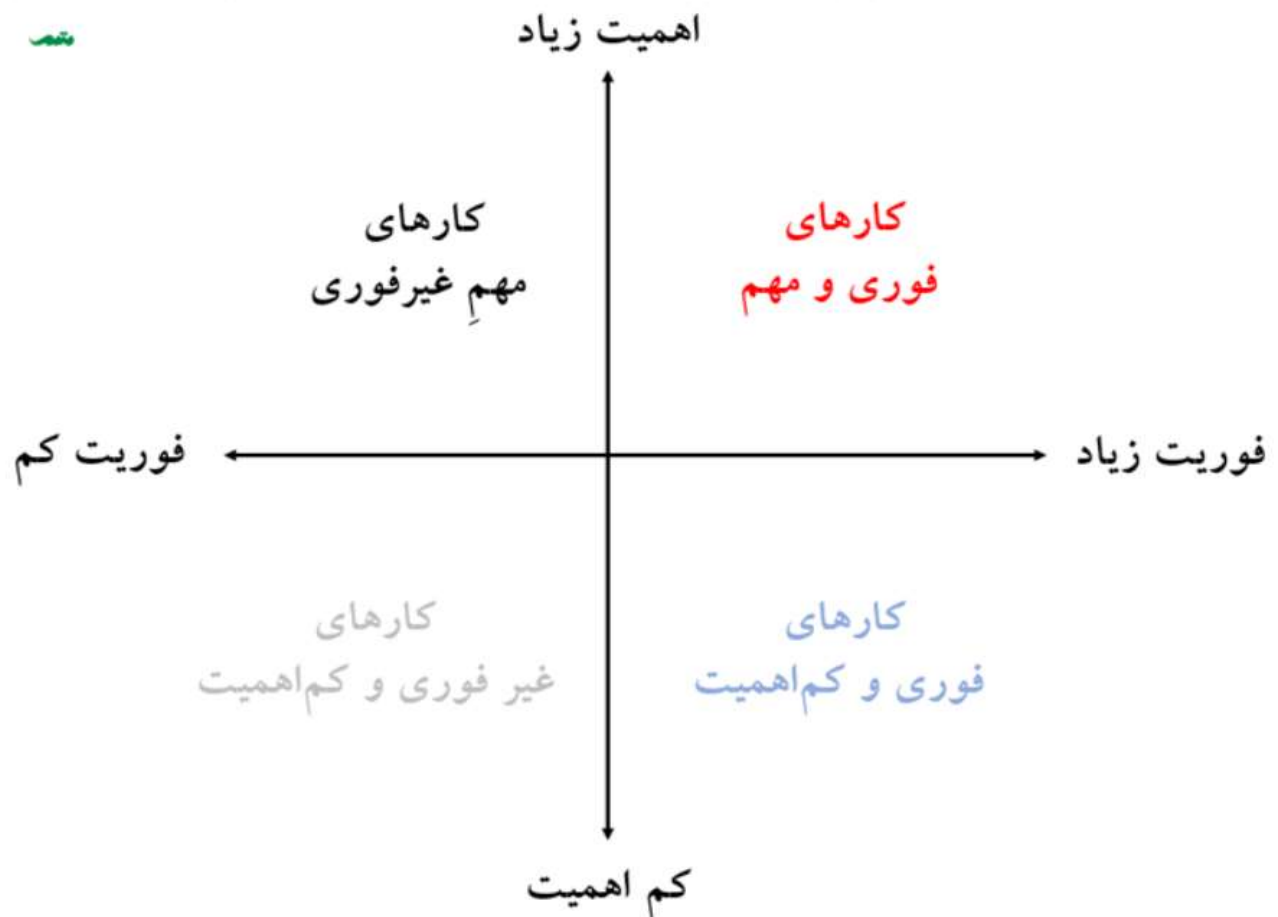 اهمیت زیاد
کارهای
فوری و مهم
کارهای
مهمِ غیرفوری
فوریت زیاد
فوریت کم
کارهای
فوری و کم‌اهمیت
کارهای
غیر فوری و کم‌اهمیت
کم اهمیت